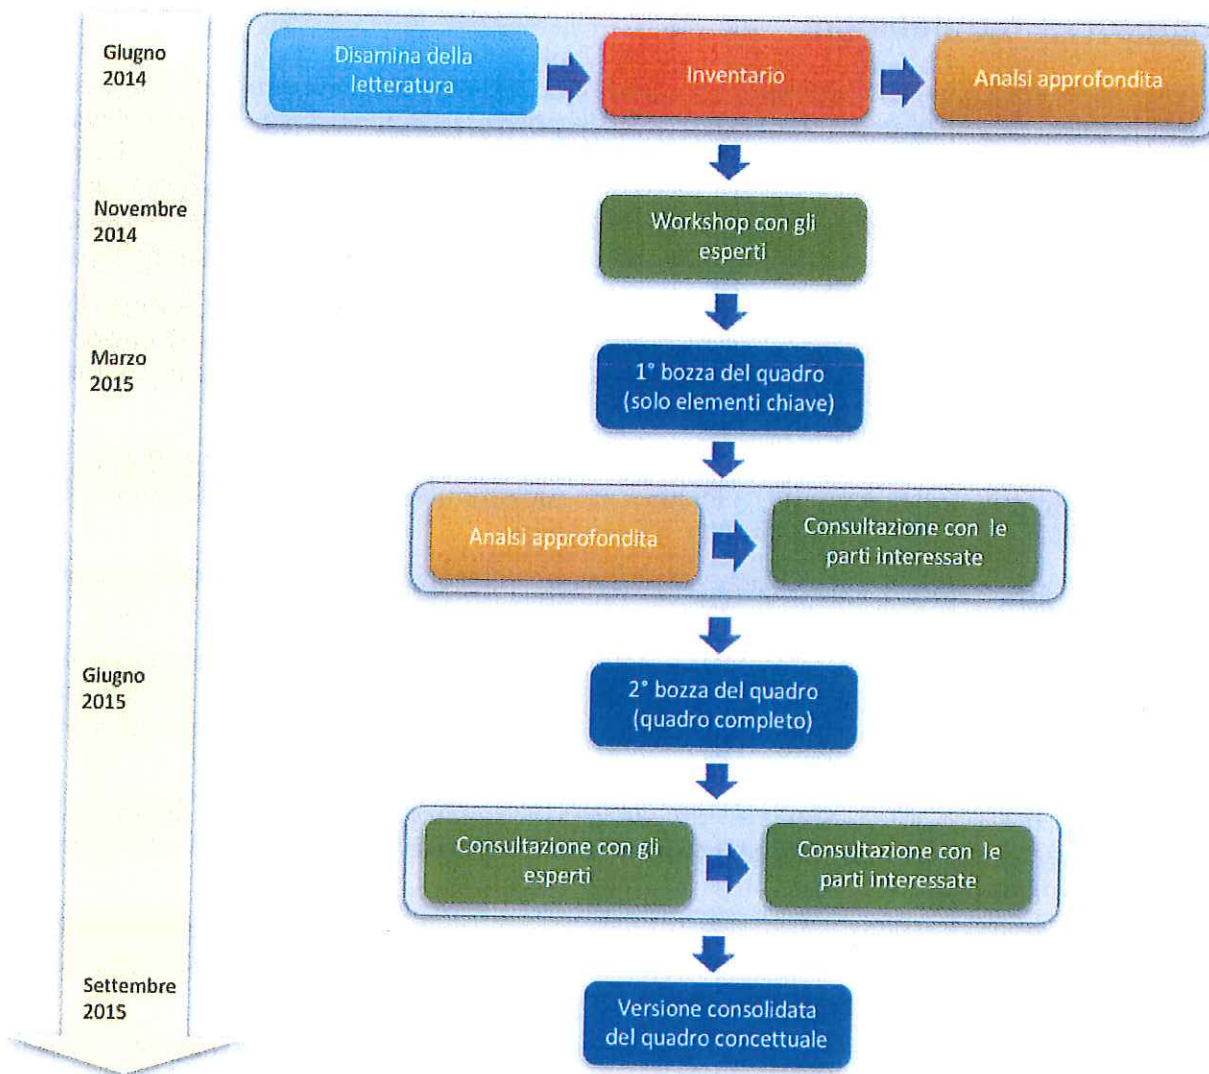 Giugno
2014
Disamina della
letteratura
Inventario
Analsi approfondita
Novembre
2014
Workshop con gli
esperti
Marzo
2015
1° bozza del quadro
(solo elementi chiave)
Analsi approfondita
Consultazione con le
parti interessate
Giugno
2015
2° bozza del quadro
(quadro completo)
Consultazione con gli
esperti
Consultazione con le
parti interessate
Settembre
2015
Versione consolidata
del quadro concettuale